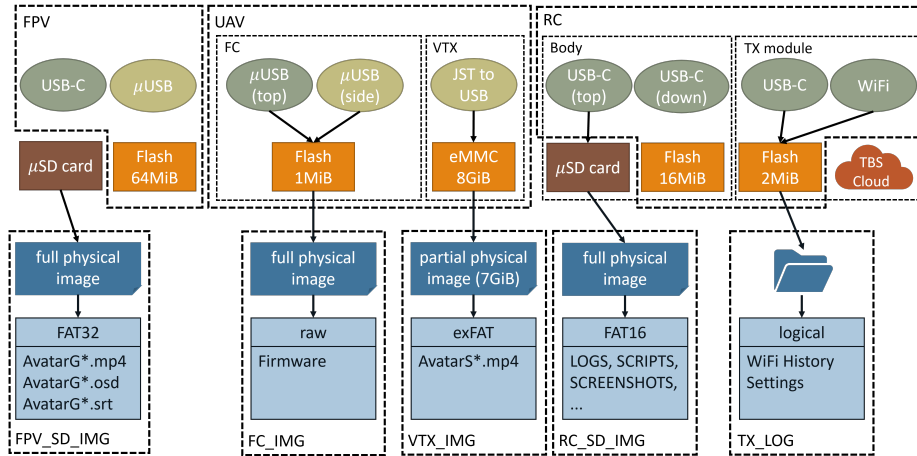 FPV
USB-C
μUSB
μSD card
Flash
64MiB
full physical
image
FAT32
AvatarG*.mp4
AvatarG*.osd
AvatarG*.srt
FPV_SD_IMG
UAV
FC
μUSB
(top)
μUSB
(side)
Flash
1MiB
full physical
image
raw
Firmware
FC_IMG
VTX
JST to
USB
eMMC
8GiB
partial physical
image (7GiB)
exFAT
AvatarS*.mp4
VTX_IMG
RC
Body
USB-C
(top)
USB-C
(down)
μSD card
Flash
16MiB
full physical
image
FAT16
LOGS, SCRIPTS,
SCREENSHOTS,
...
RC_SD_IMG
TX module
USB-C
WiFi
Flash
2MiB
TBS
Cloud
logical
WiFi History
Settings
TX_LOG